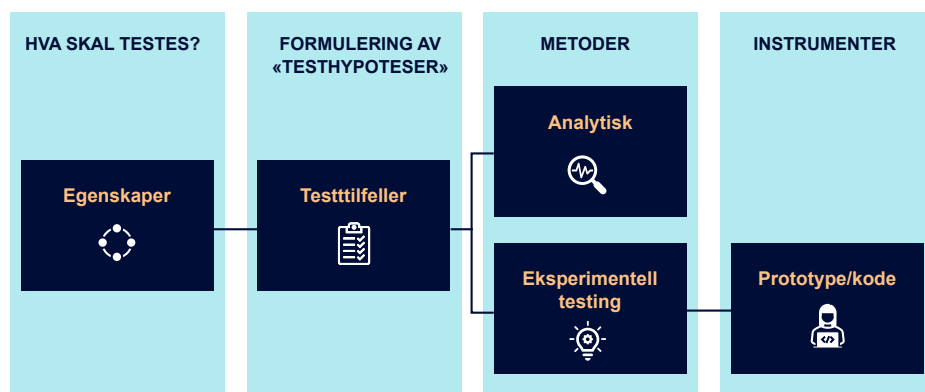 HVA SKAL TESTES?
FORMULERING AV
«TESTHYPOTESER»
METODER
INSTRUMENTER
Egenskaper
Testttilfeller
Analytisk
Eksperimentell
testing
Prototype/kode